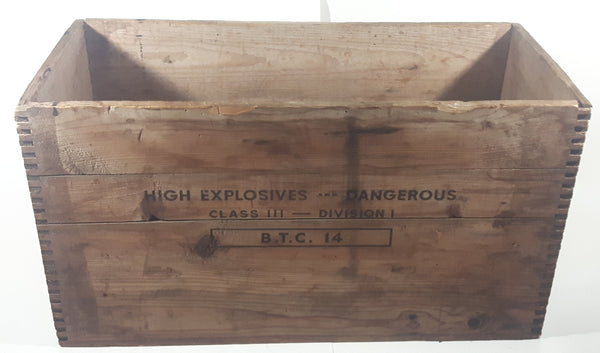 HIGH EXPLOSIVES AND DANGEROUS
CLASS III — DIVISION I
B.T.C. 14